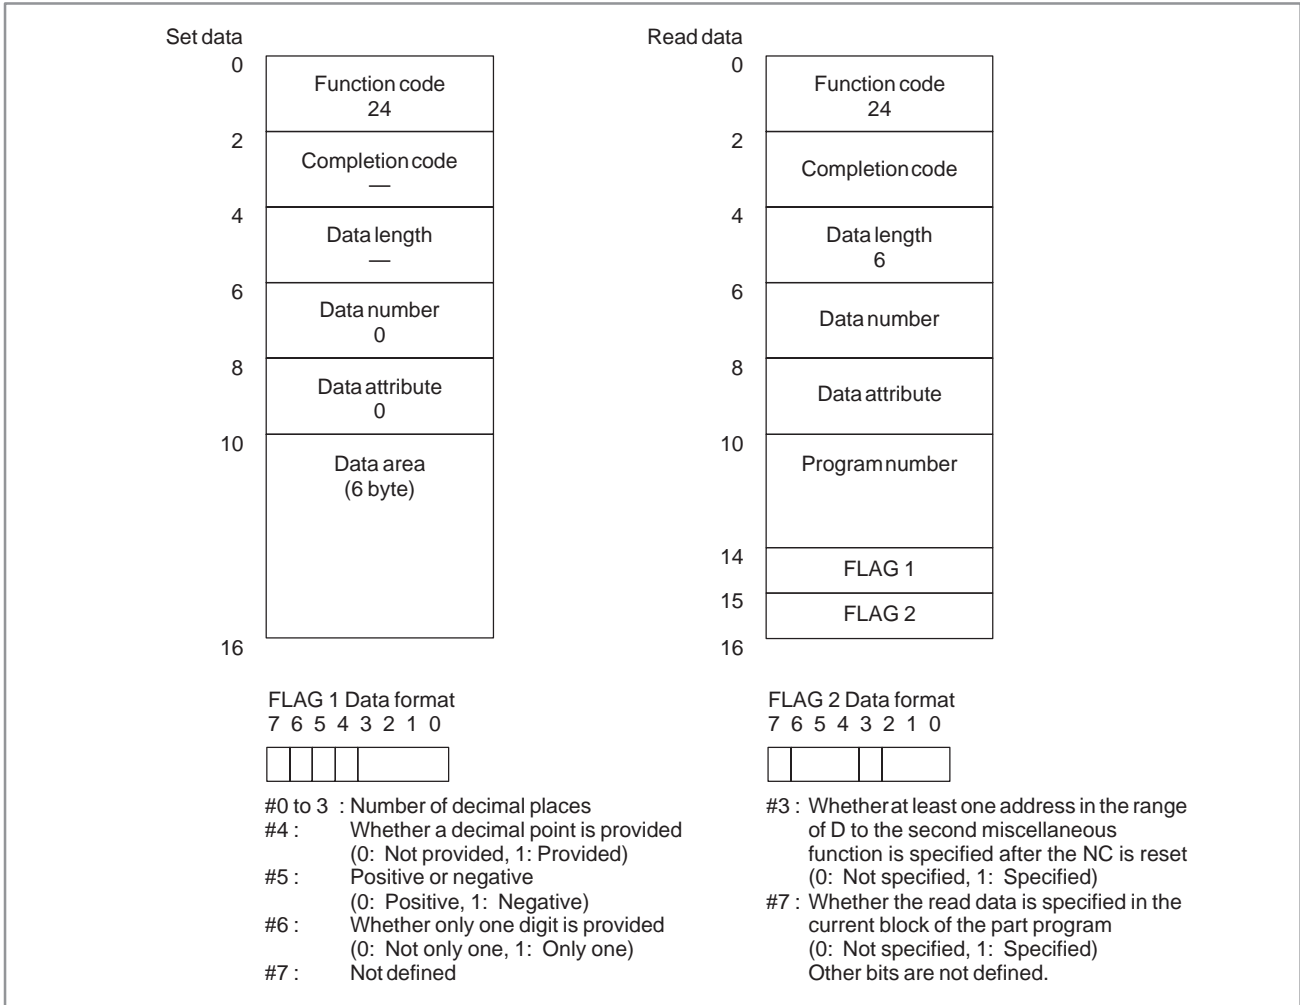 Set data
0
Function code
24
2
Completion code
—
4
Data length
—
6
Data number
0
8
Data attribute
0
10
Data area
(6 byte)
16
Read data
0
Function code
24
2
Completion code
4
Data length
6
6
Data number
8
Data attribute
10
Program number
14
FLAG 1
15
FLAG 2
16
FLAG 1 Data format
7 6 5 4 3 2 1 0
#0 to 3 : Number of decimal places
#4 : Whether a decimal point is provided
(0: Not provided, 1: Provided)
#5 : Positive or negative
(0: Positive, 1: Negative)
#6 : Whether only one digit is provided
(0: Not only one, 1: Only one)
#7 : Not defined
FLAG 2 Data format
7 6 5 4 3 2 1 0
#3 : Whether at least one address in the range
of D to the second miscellaneous
function is specified after the NC is reset
(0: Not specified, 1: Specified)
#7 : Whether the read data is specified in the
current block of the part program
(0: Not specified, 1: Specified)
Other bits are not defined.